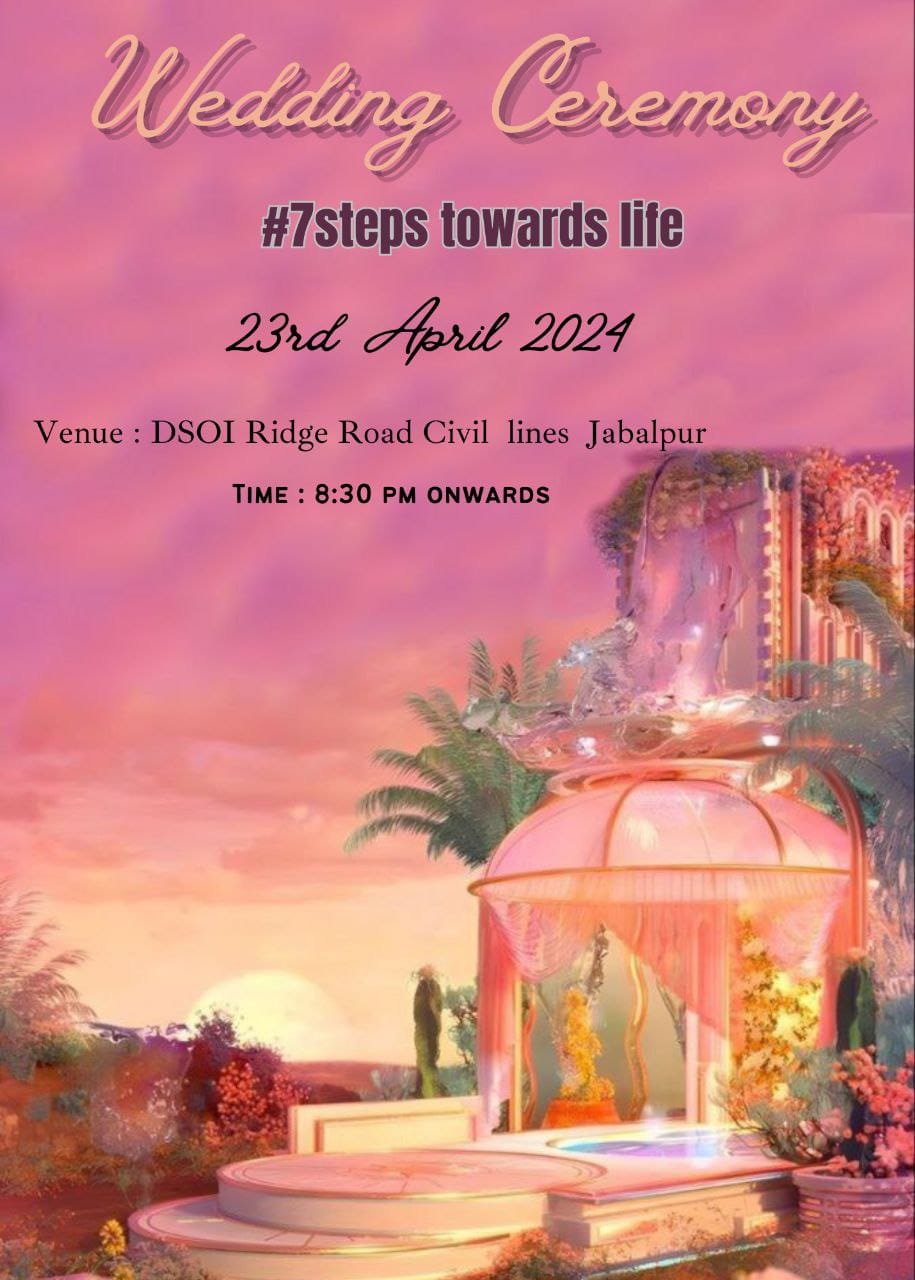 Wedding Ceremony
#7steps towards life
23rd April 2024
Venue : DSOI Ridge Road Civil lines Jabalpur
Time : 8:30 pm onwards